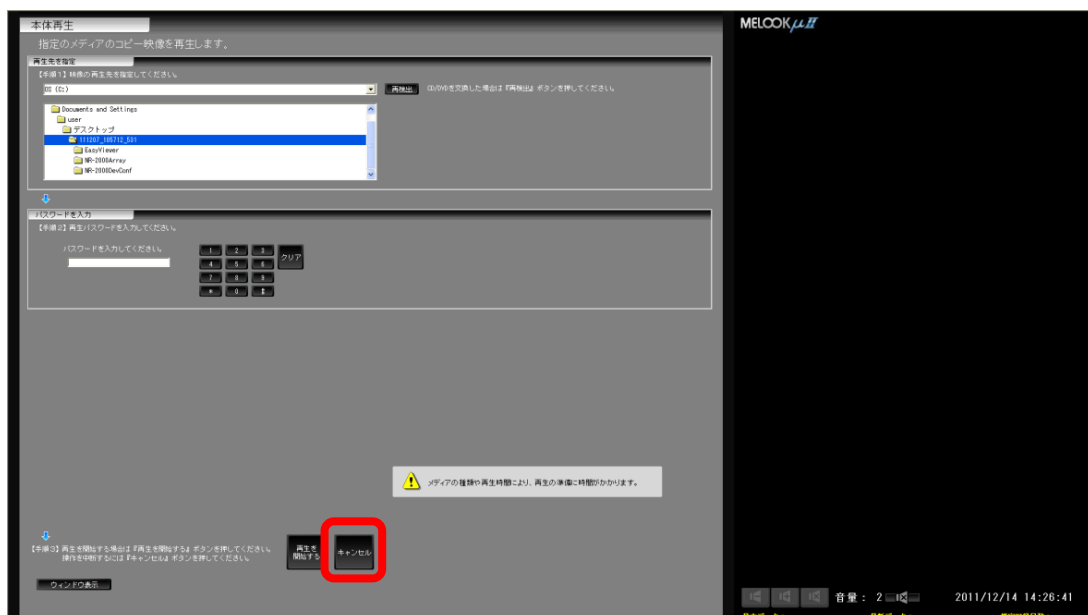 本体再生
MELOOKμII
指定のメディアのコピー映像を再生します。
再生先を指定
【手順1】映像の再生先を指定してください。
OS (C:)
再検出
CD/DVDを交換した場合は『再検出』ボタンを押してください。
Documents and Settings
user
デスクトップ
111207_105712_531
EasyViewer
NR-2000Array
NR-2000DevConf
パスワードを入力
【手順2】再生パスワードを入力してください。
パスワードを入力してください。
1 2 3 クリア
4 5 6
7 8 9
* 0 #
メディアの種類や再生時間により、再生の準備に時間がかかります。
【手順3】再生を開始する場合は『再生を開始する』ボタンを押してください。
操作を中断するには『キャンセル』ボタンを押してください。
再生を
開始する
キャンセル
ウィンドウ表示
音量： 2
2011/12/14 14:26:41